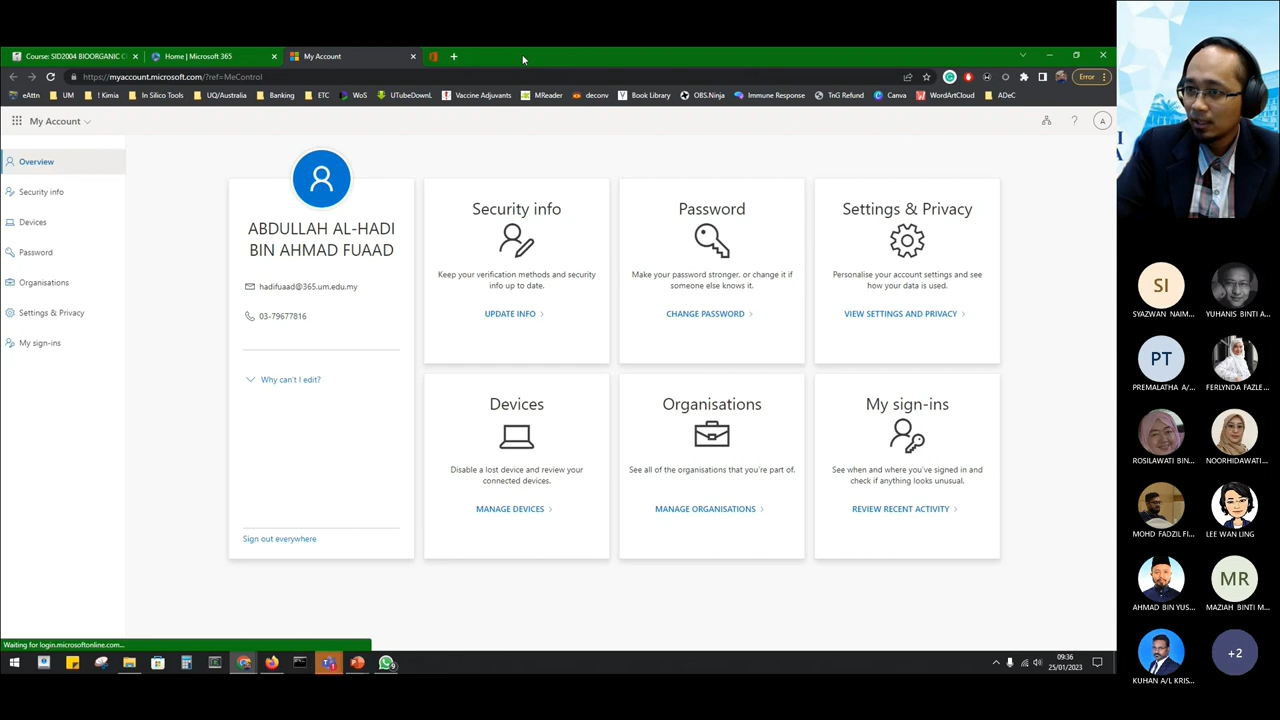 Course: SID2004 BIOORGANIC C
Home | Microsoft 365
My Account
https://myaccount.microsoft.com/?ref=MeControl
Error
eAttn
UM
! Kimia
In Silico Tools
UQ/Australia
Banking
ETC
WoS
UTubeDownL
Vaccine Adjuvants
MReader
deconv
Book Library
OBS.Ninja
Immune Response
TnG Refund
Canva
WordArtCloud
ADeC
My Account
A
Overview
Security info
Devices
Password
Organisations
Settings & Privacy
My sign-ins
ABDULLAH AL-HADI
BIN AHMAD FUAAD
hadifuaad@365.um.edu.my
03-79677816
Why can't I edit?
Sign out everywhere
Security info
Keep your verification methods and security
info up to date.
UPDATE INFO
Password
Make your password stronger, or change it if
someone else knows it.
CHANGE PASSWORD
Settings & Privacy
Personalise your account settings and see
how your data is used.
VIEW SETTINGS AND PRIVACY
Devices
Disable a lost device and review your
connected devices.
MANAGE DEVICES
Organisations
See all of the organisations that you're part of.
MANAGE ORGANISATIONS
My sign-ins
See when and where you've signed in and
check if anything looks unusual.
REVIEW RECENT ACTIVITY
Waiting for login.microsoftonline.com...
09:36
25/01/2023
SI
SYAZWAN NAIM...
YUHANIS BINTI A...
PT
PREMALATHA A/...
FERLYNDA FAZLE...
ROSILAWATI BIN...
NOORHIDAWATI...
MOHD FADZIL FI...
LEE WAN LING
AHMAD BIN YUS...
MR
MAZIAH BINTI M...
KUHAN A/L KRIS...
+2